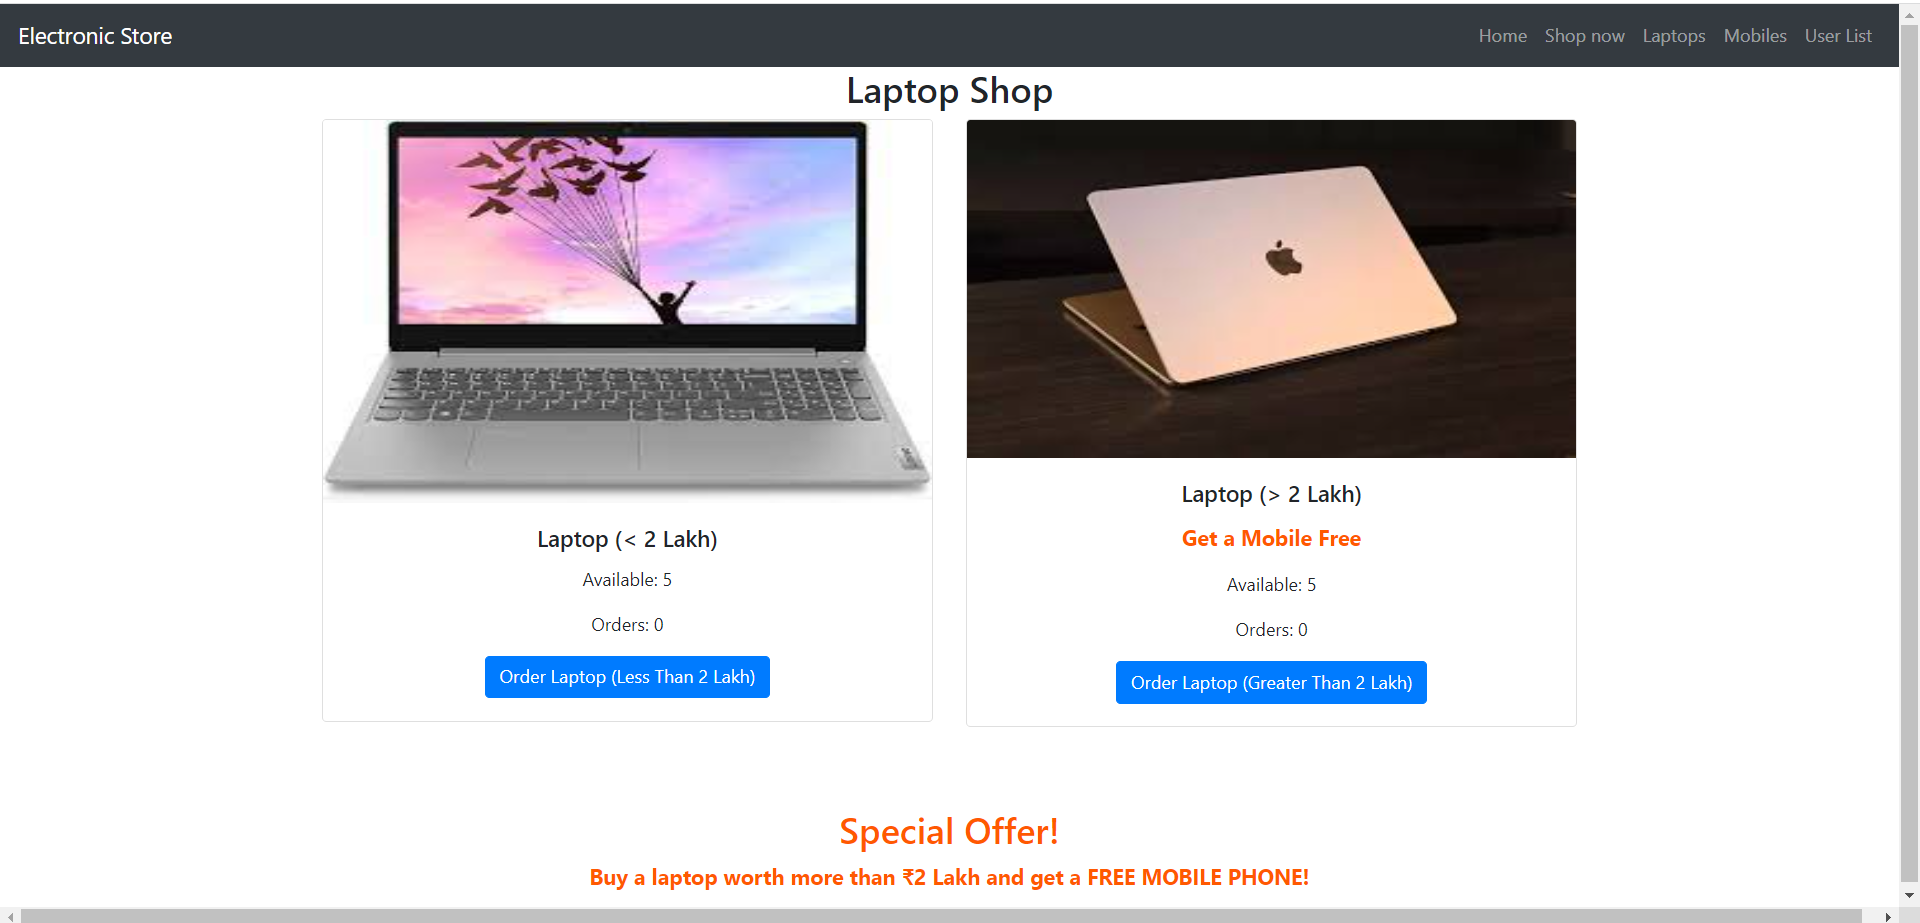 Electronic Store
Home Shop now Laptops Mobiles User List
Laptop Shop
Laptop (< 2 Lakh)
Available: 5
Orders: 0
Order Laptop (Less Than 2 Lakh)
Laptop (> 2 Lakh)
Get a Mobile Free
Available: 5
Orders: 0
Order Laptop (Greater Than 2 Lakh)
Special Offer!
Buy a laptop worth more than ₹2 Lakh and get a FREE MOBILE PHONE!